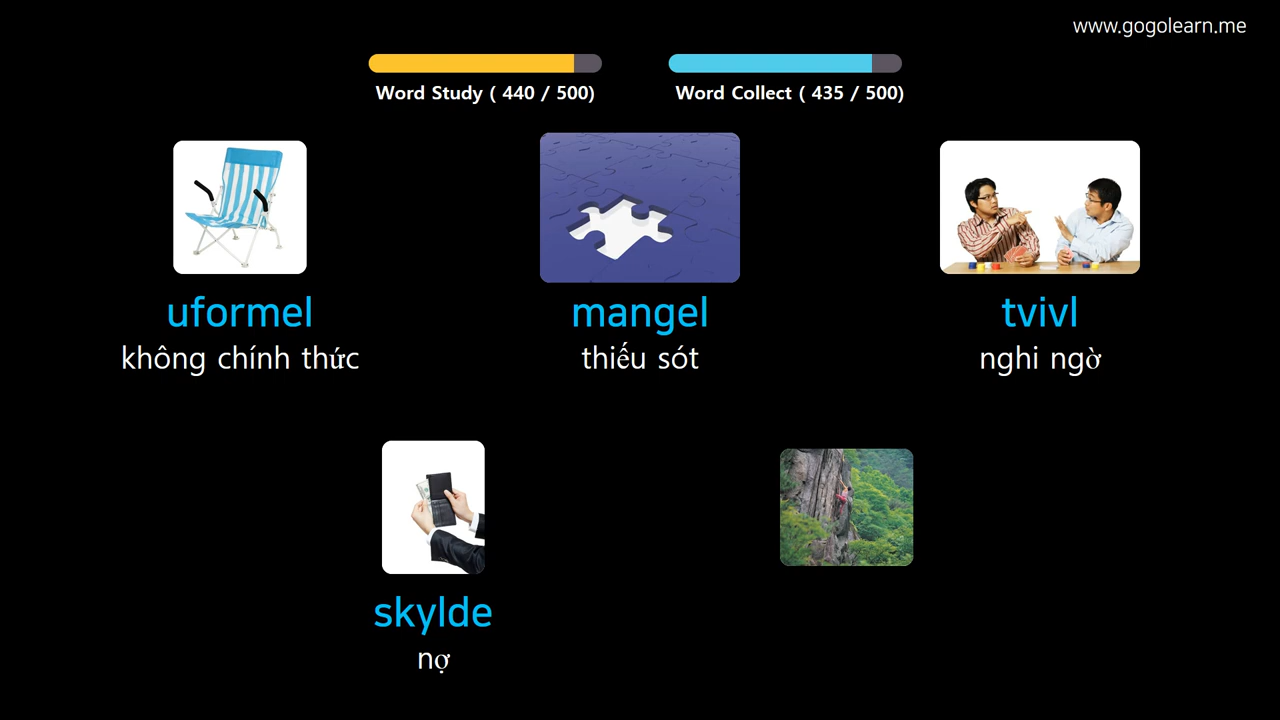 www.gogolearn.me
Word Study ( 440 / 500)
Word Collect ( 435 / 500)
uformel
không chính thức
mangel
thiếu sót
tvivl
nghi ngờ
skylde
nợ